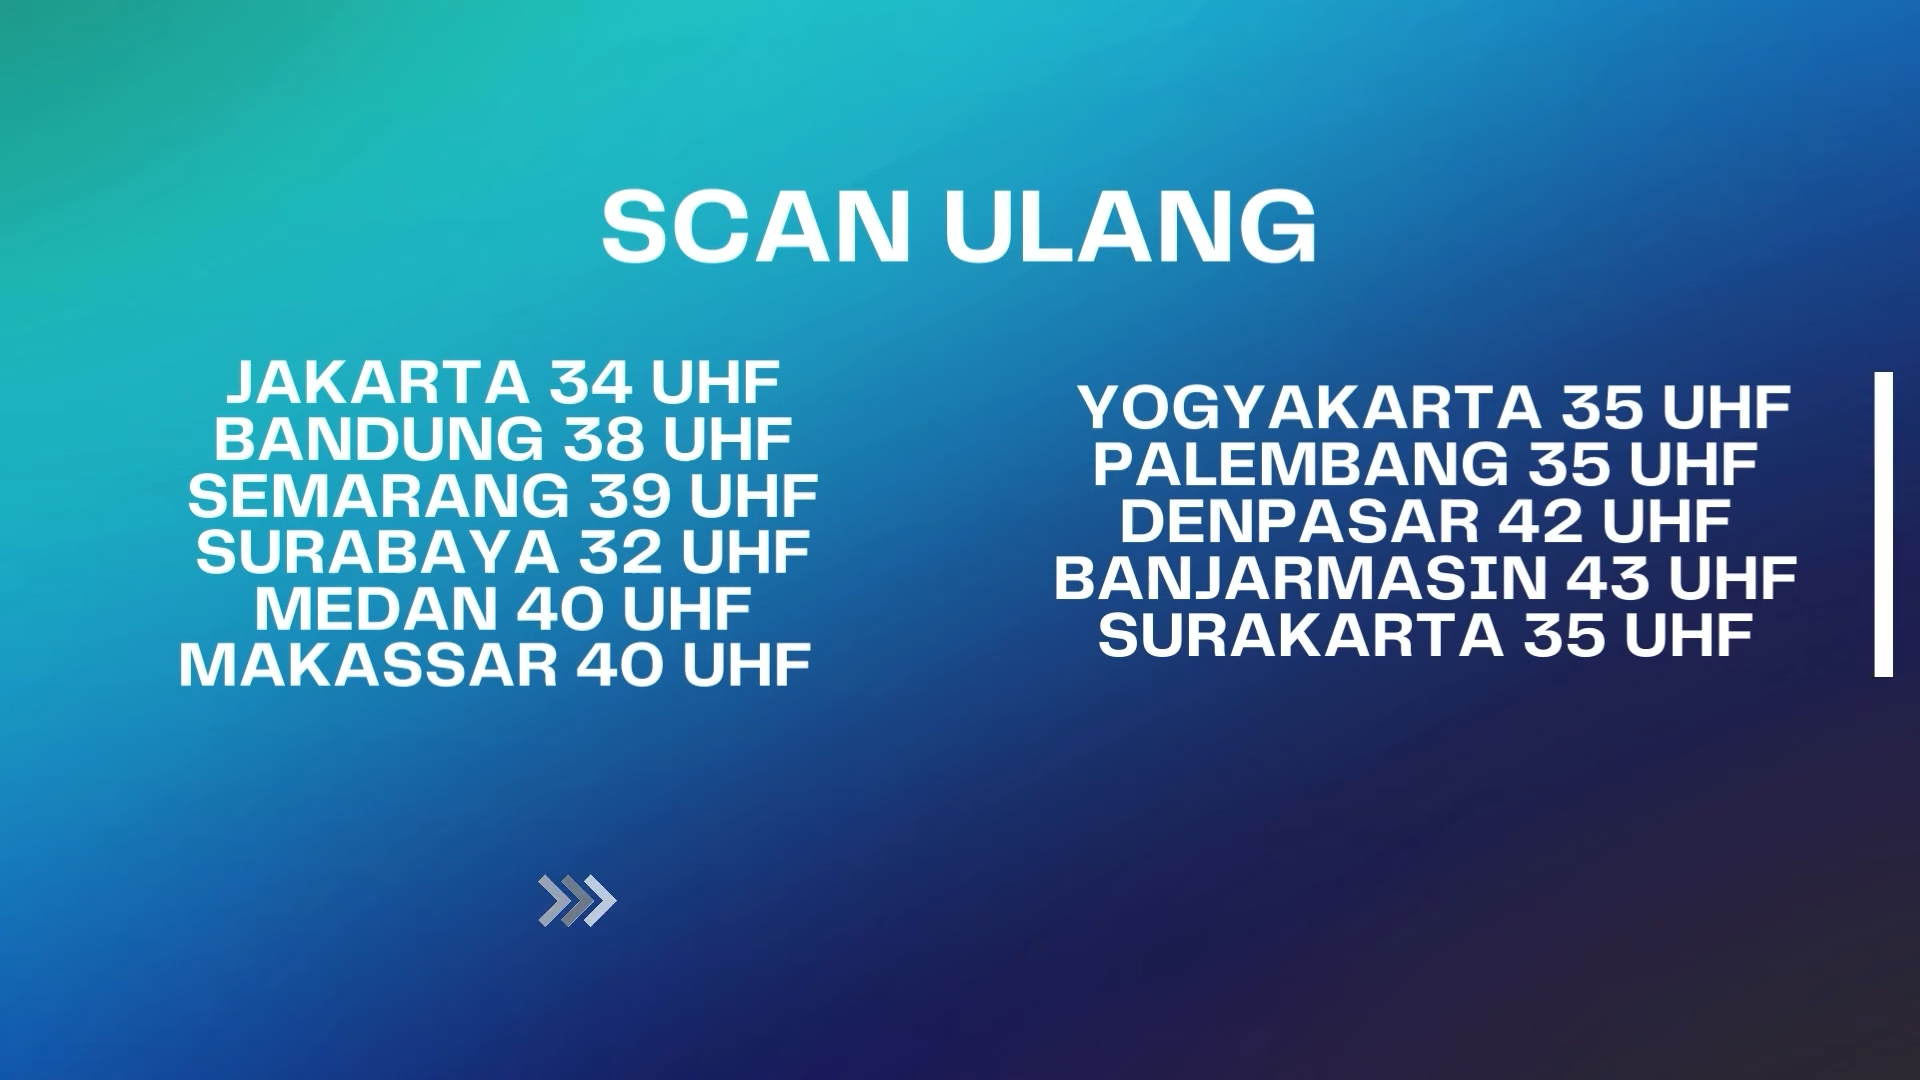 SCAN ULANG
JAKARTA 34 UHF
BANDUNG 38 UHF
SEMARANG 39 UHF
SURABAYA 32 UHF
MEDAN 40 UHF
MAKASSAR 40 UHF
YOGYAKARTA 35 UHF
PALEMBANG 35 UHF
DENPASAR 42 UHF
BANJARMASIN 43 UHF
SURAKARTA 35 UHF